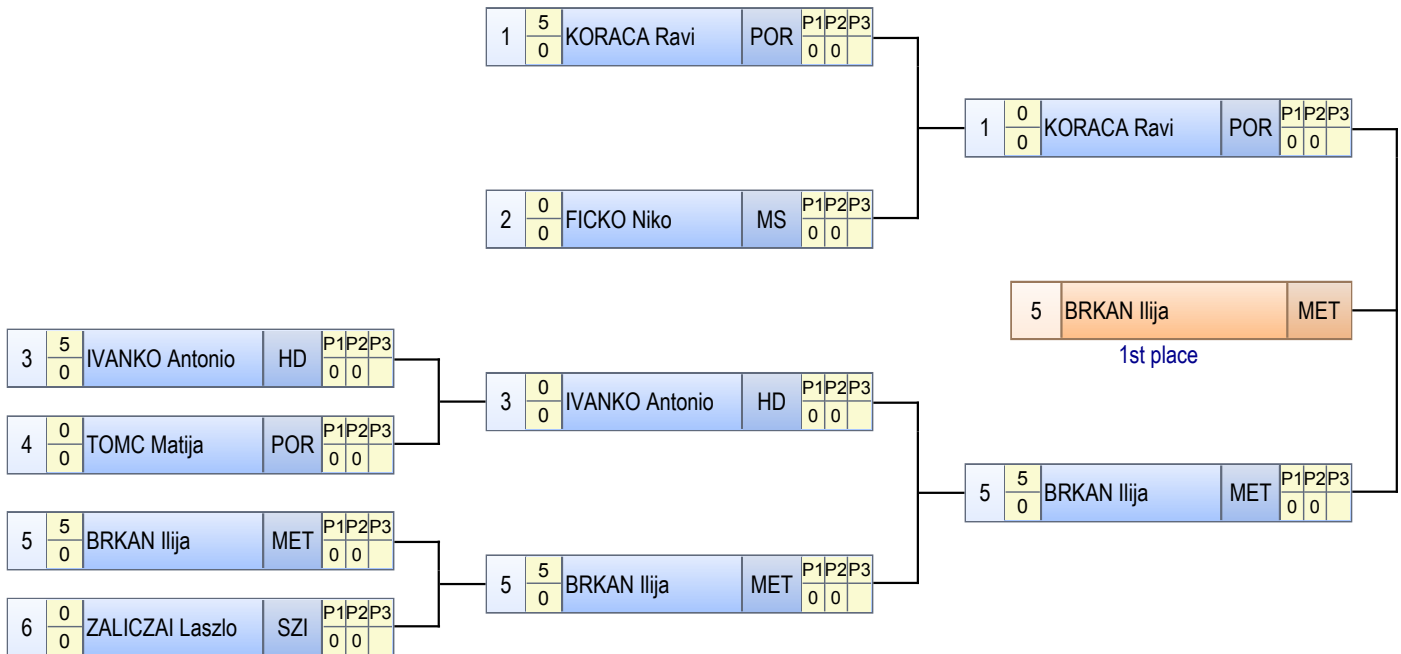 1 5 0 KORACA Ravi POR P1 P2 P3 0 0
1 0 0 KORACA Ravi POR P1 P2 P3 0 0
2 0 0 FICKO Niko MS P1 P2 P3 0 0
5 BRKAN Ilija MET
1st place
3 5 0 IVANKO Antonio HD P1 P2 P3 0 0
3 0 0 IVANKO Antonio HD P1 P2 P3 0 0
4 0 0 TOMC Matija POR P1 P2 P3 0 0
5 5 0 BRKAN Ilija MET P1 P2 P3 0 0
5 5 0 BRKAN Ilija MET P1 P2 P3 0 0
5 5 0 BRKAN Ilija MET P1 P2 P3 0 0
6 0 0 ZALICZAI Laszlo SZI P1 P2 P3 0 0